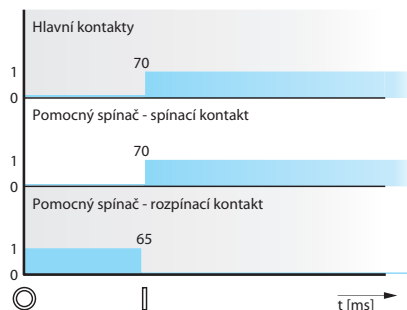 Hlavní kontakty
70
1
0
Pomocný spínač - spínací kontakt
70
1
0
Pomocný spínač - rozpínací kontakt
65
1
0
t [ms]